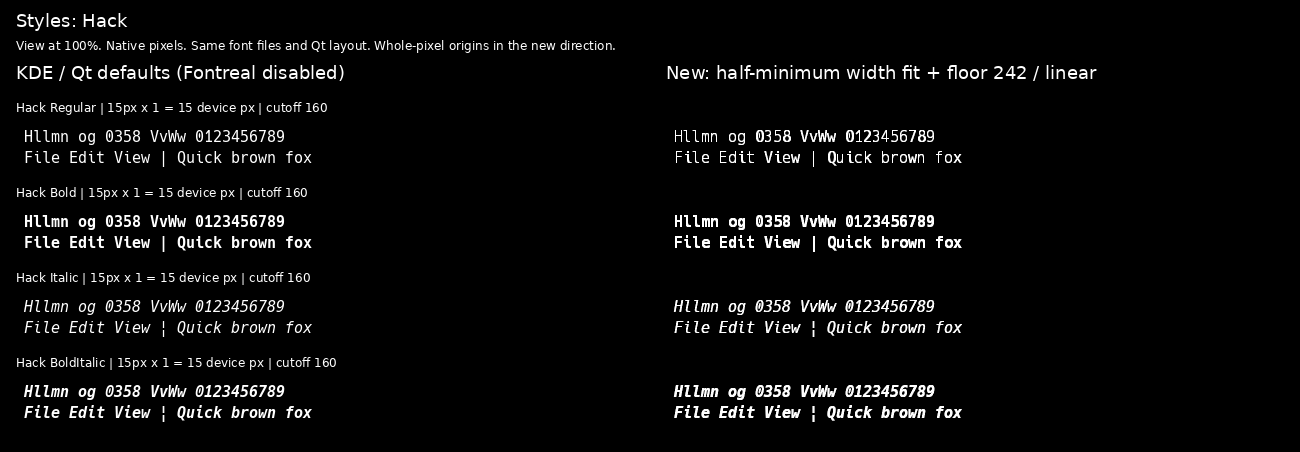 Styles: Hack
View at 100%. Native pixels. Same font files and Qt layout. Whole-pixel origins in the new direction.
KDE / Qt defaults (Fontreal disabled)
New: half-minimum width fit + floor 242 / linear
Hack Regular | 15px x 1 = 15 device px | cutoff 160
Hllmn og 0358 VvWw 0123456789
File Edit View | Quick brown fox
Hllmn og 0358 VvWw 0123456789
File Edit View | Quick brown fox
Hack Bold | 15px x 1 = 15 device px | cutoff 160
Hllmn og 0358 VvWw 0123456789
File Edit View | Quick brown fox
Hllmn og 0358 VvWw 0123456789
File Edit View | Quick brown fox
Hack Italic | 15px x 1 = 15 device px | cutoff 160
Hllmn og 0358 VvWw 0123456789
File Edit View ¦ Quick brown fox
Hllmn og 0358 VvWw 0123456789
File Edit View ¦ Quick brown fox
Hack BoldItalic | 15px x 1 = 15 device px | cutoff 160
Hllmn og 0358 VvWw 0123456789
File Edit View ¦ Quick brown fox
Hllmn og 0358 VvWw 0123456789
File Edit View ¦ Quick brown fox